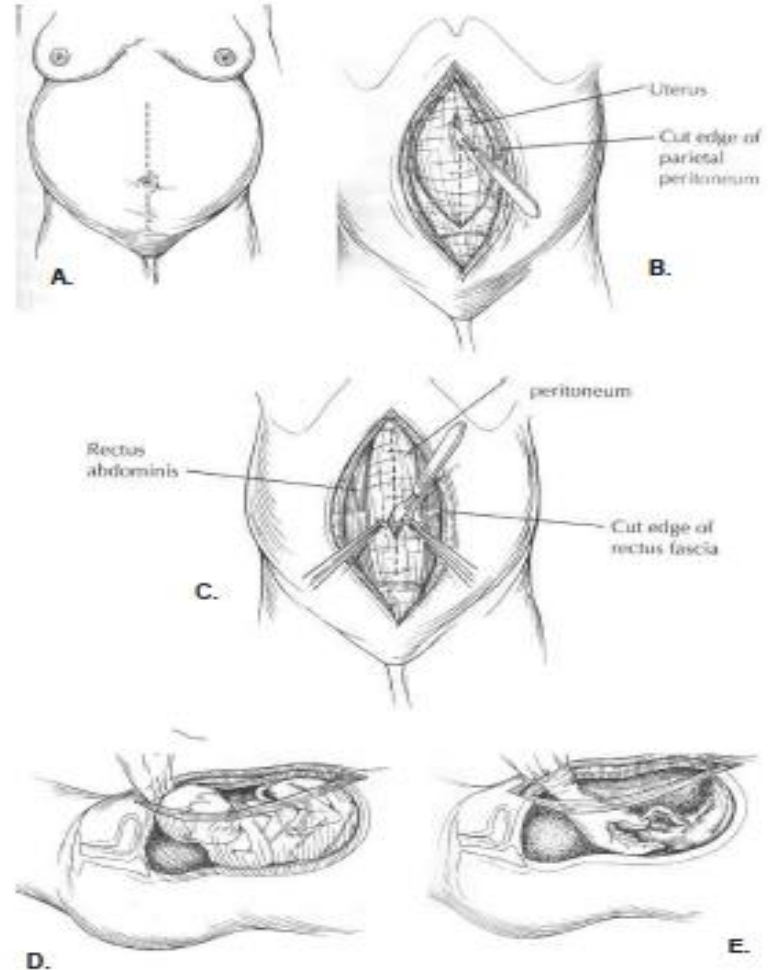 A.
Uterus
Cut edge of
parietal
peritoneum
B.
peritoneum
Rectus
abdominis
Cut edge of
rectus fascia
C.
D.
E.